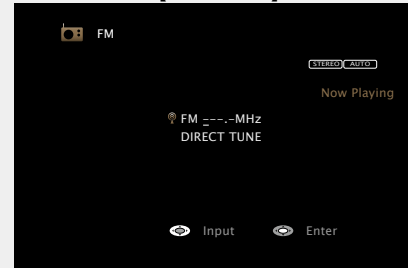 FM
STEREO AUTO
Now Playing
FM _--.-MHz
DIRECT TUNE
Input Enter